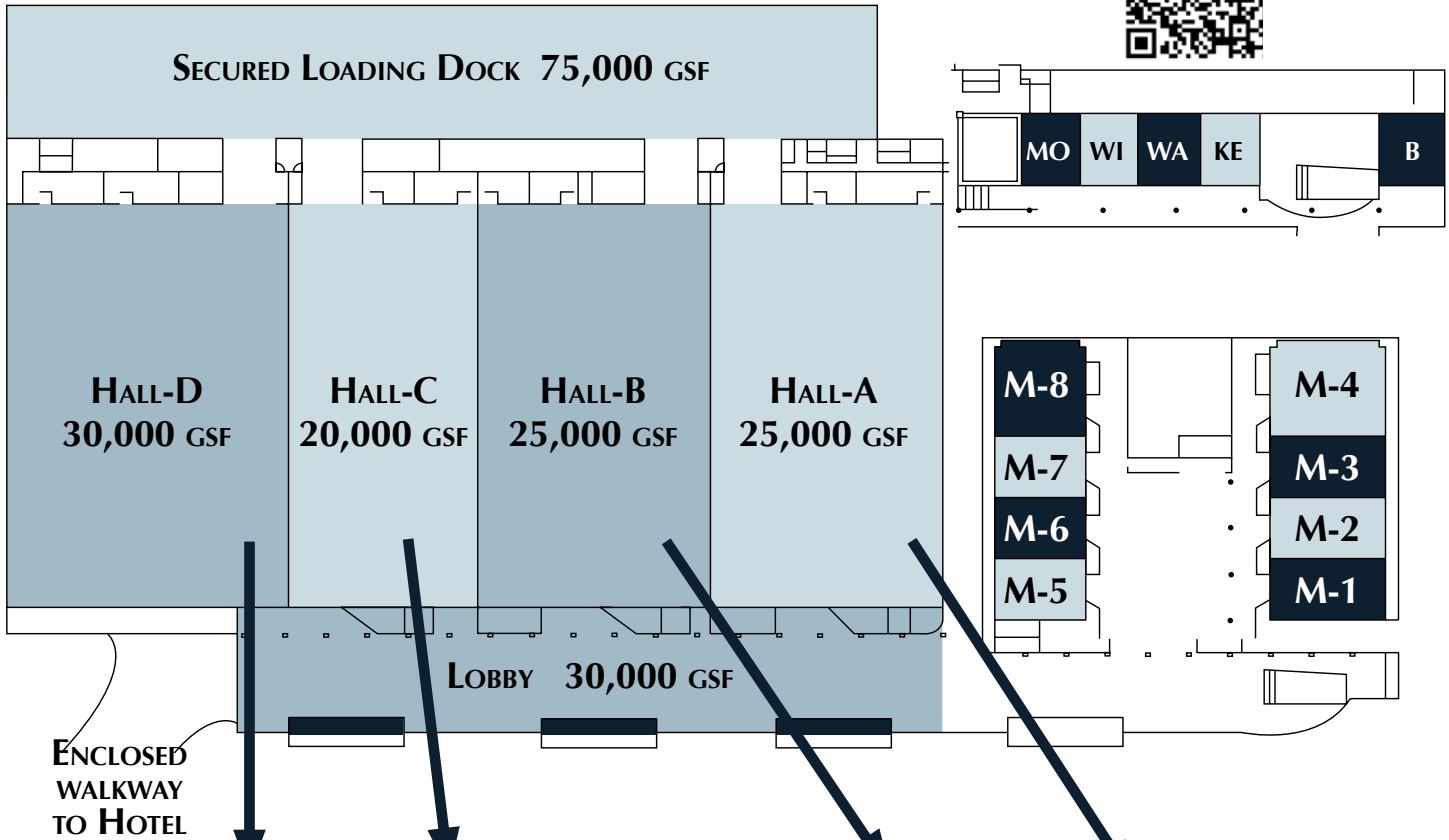 Secured Loading Dock 75,000 GSF
MO WI WA KE B
Hall-D
30,000 GSF
Hall-C
20,000 GSF
Hall-B
25,000 GSF
Hall-A
25,000 GSF
M-8
M-7
M-6
M-5
M-4
M-3
M-2
M-1
Lobby 30,000 GSF
Enclosed
walkway
to Hotel